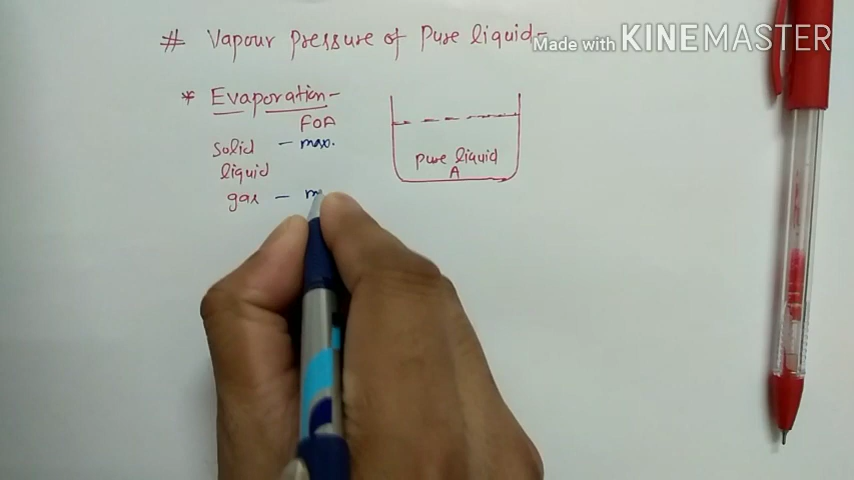 # Vapour pressure of Pure liquid-
Made with KINEMASTER
* Evaporation-
FOA
solid - max.
liquid
gas - m
pure liquid
A